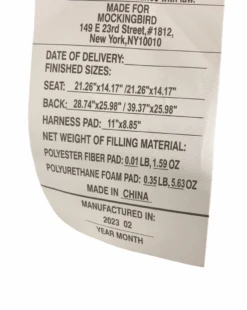 with law.
MADE FOR
MOCKINGBIRD
149 E 23rd Street,#1812,
New York,NY10010
DATE OF DELIVERY:
FINISHED SIZES:
SEAT: 21.26"x14.17" /21.26"x14.17"
BACK: 28.74"x25.98" / 39.37"x25.98"
HARNESS PAD: 11"x8.85"
NET WEIGHT OF FILLING MATERIAL:
POLYESTER FIBER PAD: 0.01 LB, 1.59 OZ
POLYURETHANE FOAM PAD: 0.35 LB, 5.63 OZ
MADE IN CHINA
MANUFACTURED IN:
2023 02
YEAR MONTH